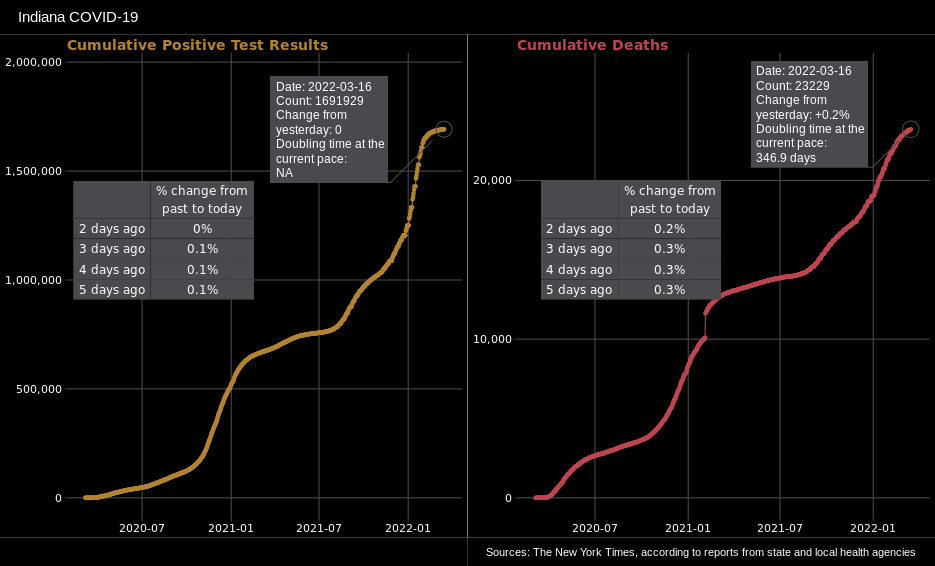 Indiana COVID-19
Cumulative Positive Test Results
2,000,000
1,500,000
1,000,000
500,000
0
Date: 2022-03-16
Count: 1691929
Change from
yesterday: 0
Doubling time at the
current pace:
NA
% change from
past to today
2 days ago 0%
3 days ago 0.1%
4 days ago 0.1%
5 days ago 0.1%
2020-07 2021-01 2021-07 2022-01
Cumulative Deaths
20,000
10,000
0
Date: 2022-03-16
Count: 23229
Change from
yesterday: +0.2%
Doubling time at the
current pace:
346.9 days
% change from
past to today
2 days ago 0.2%
3 days ago 0.3%
4 days ago 0.3%
5 days ago 0.3%
2020-07 2021-01 2021-07 2022-01
Sources: The New York Times, according to reports from state and local health agencies